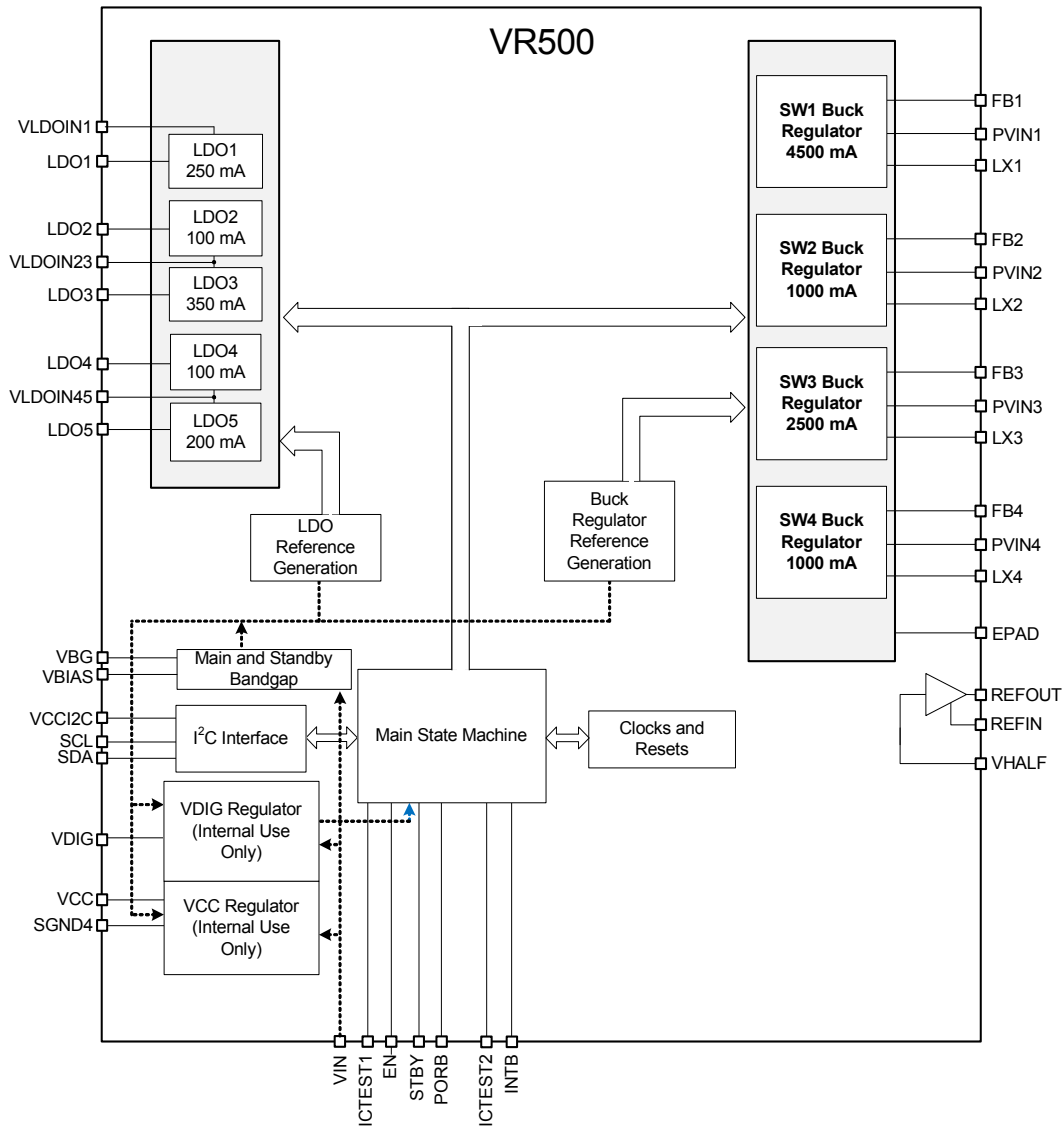 VR500
VLDOIN1
LDO1
LDO2
VLDOIN23
LDO3
LDO4
VLDOIN45
LDO5
LDO1
250 mA
LDO2
100 mA
LDO3
350 mA
LDO4
100 mA
LDO5
200 mA
SW1 Buck
Regulator
4500 mA
SW2 Buck
Regulator
1000 mA
SW3 Buck
Regulator
2500 mA
SW4 Buck
Regulator
1000 mA
FB1
PVIN1
LX1
FB2
PVIN2
LX2
FB3
PVIN3
LX3
FB4
PVIN4
LX4
EPAD
REFOUT
REFIN
VHALF
LDO
Reference
Generation
Buck
Regulator
Reference
Generation
VBG
VBIAS
VCCI2C
SCL
SDA
VDIG
VCC
SGND4
Main and Standby
Bandgap
I2C Interface
Main State Machine
Clocks and
Resets
VDIG Regulator
(Internal Use
Only)
VCC Regulator
(Internal Use
Only)
VIN
ICTEST1
EN
STBY
PORB
ICTEST2
INTB